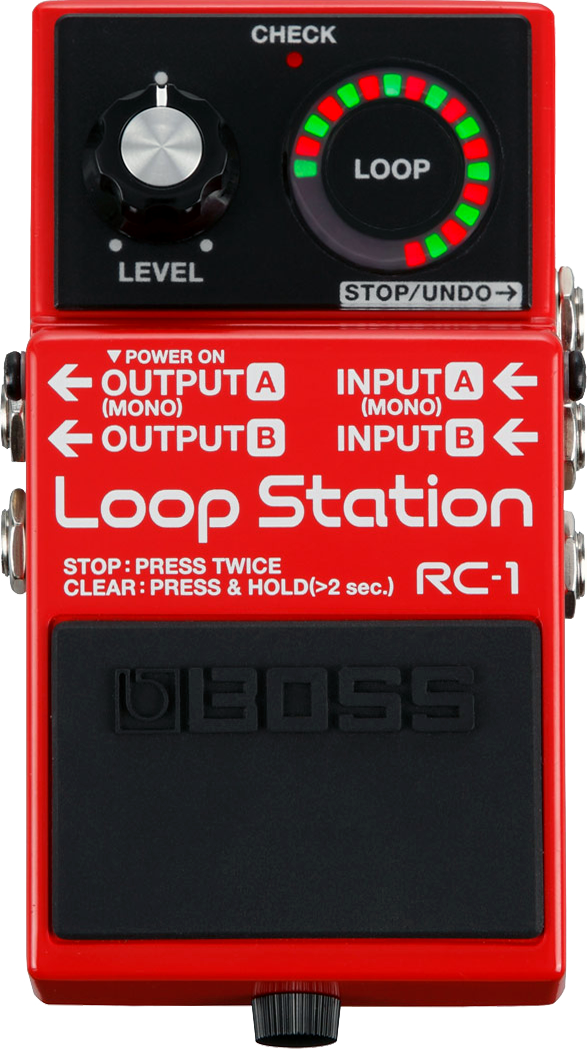 CHECK
LOOP
LEVEL
STOP/UNDO→
▼POWER ON
←OUTPUT A
INPUT A←
(MONO)
(MONO)
←OUTPUT B
INPUT B←
Loop Station
STOP : PRESS TWICE
CLEAR : PRESS & HOLD(>2 sec.)
RC-1
BOSS